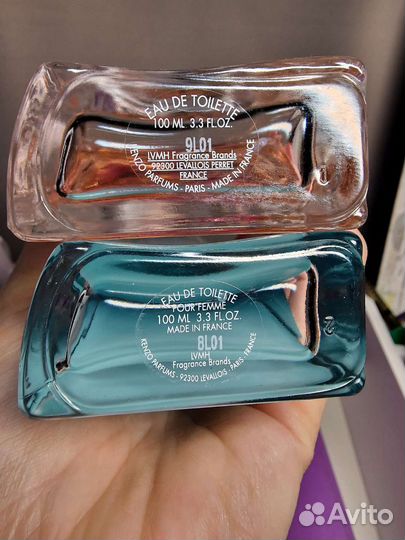 EAU DE TOILETTE
100 ML 3.3 FL.OZ.
9L01
LVMH Fragrance Brands
92300 LEVALLOIS PERRET
FRANCE
KENZO PARFUMS - PARIS - MADE IN FRANCE
EAU DE TOILETTE
POUR FEMME
100 ML 3.3 FL.OZ.
MADE IN FRANCE
8L01
LVMH
Fragrance Brands
KENZO PARFUMS - 92300 LEVALLOIS - PARIS - FRANCE
Avito